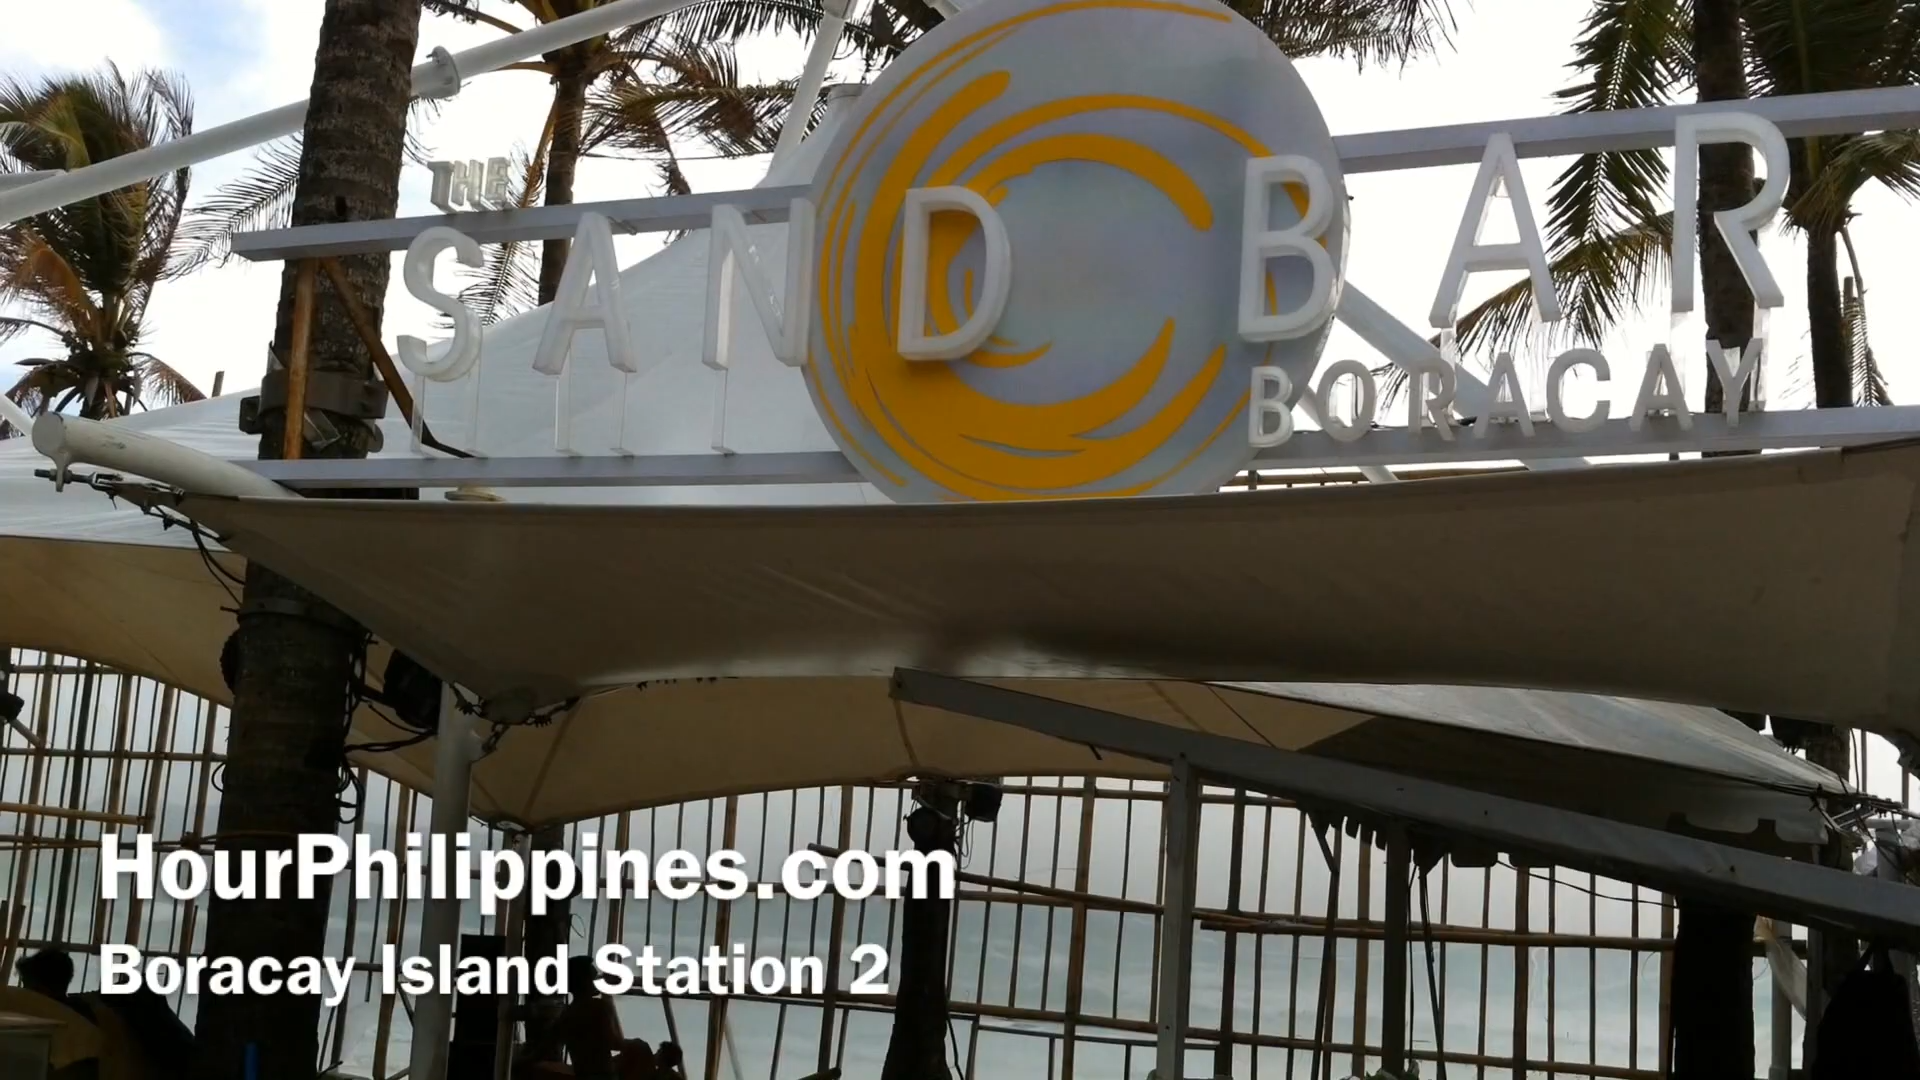 THE
SAND BAR
BORACAY
HourPhilippines.com
Boracay Island Station 2